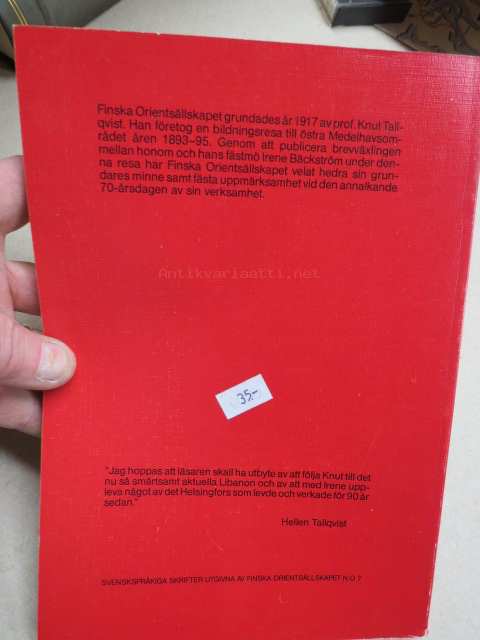 Finska Orientsällskapet grundades år 1917 av prof. Knut Tall-
qvist. Han företog en bildningsresa till östra Medelhavsom-
rådet åren 1893-95. Genom att publicera brevväxlingen
mellan honom och hans fästmö Irene Bäckström under den-
na resa har Finska Orientsällskapet velat hedra sin grun-
dares minne samt fästa uppmärksamhet vid den annalkande
70-årsdagen av sin verksamhet.
Antikvariaatti.net
35.-
"Jag hoppas att läsaren skall ha utbyte av att följa Knut till det
nu så smärtsamt aktuella Libanon och av att med Irene upp-
leva något av det Helsingfors som levde och verkade för 90 år
sedan."
Hellen Tallqvist
SVENSKSPRÅKIGA SKRIFTER UTGIVNA AV FINSKA ORIENTSÄLLSKAPET N:O 7